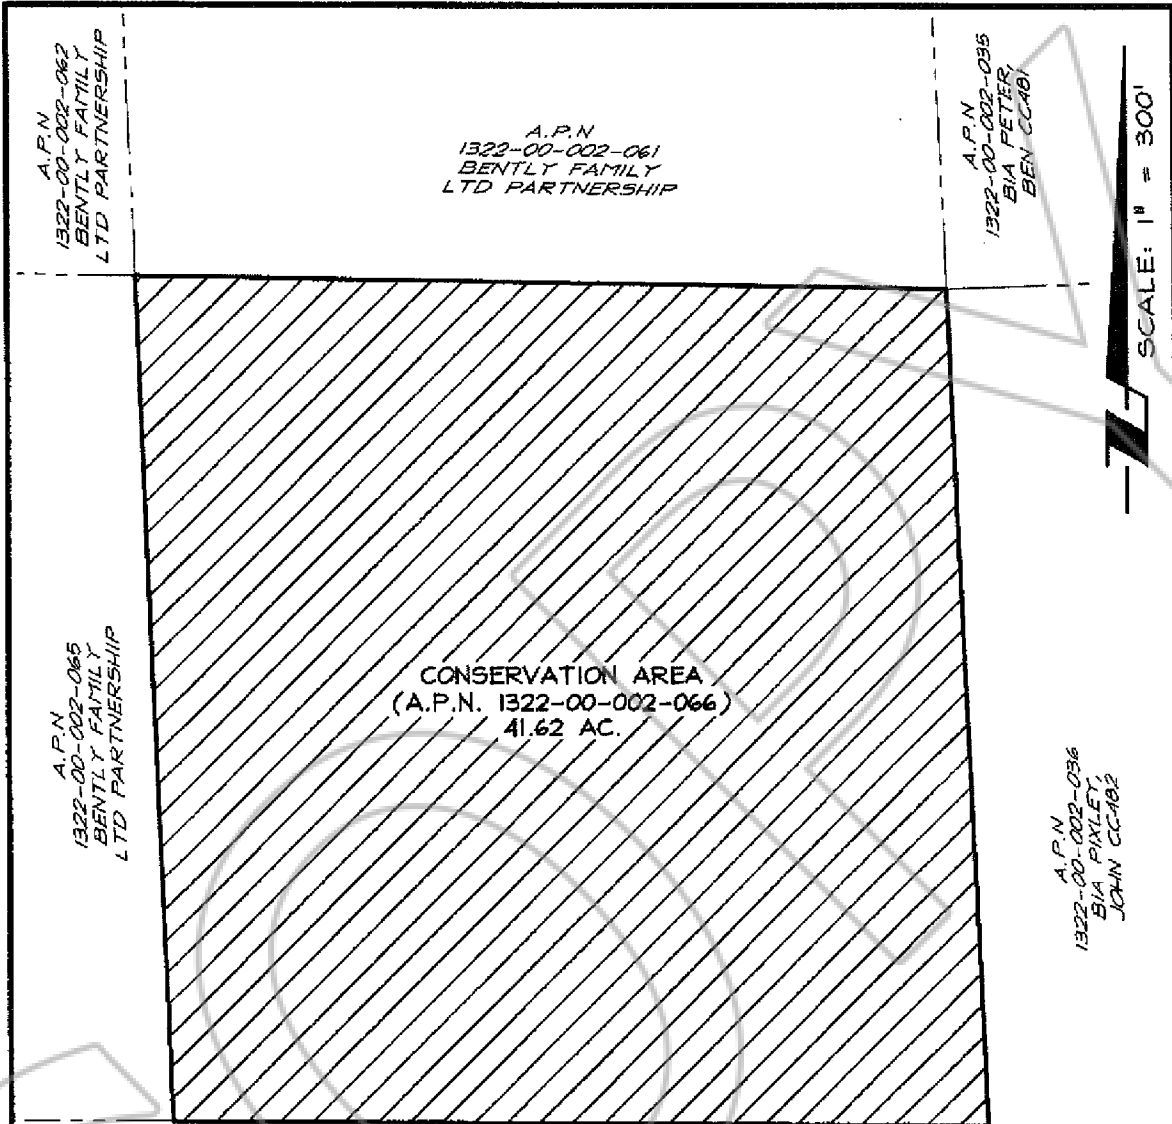 A.P.N
1322-00-002-062
BENTLY FAMILY
LTD PARTNERSHIP
A.P.N
1322-00-002-061
BENTLY FAMILY
LTD PARTNERSHIP
A.P.N
1322-00-002-035
BIA PETER,
BEN CC481
SCALE: 1" = 300'
A.P.N
1322-00-002-065
BENTLY FAMILY
LTD PARTNERSHIP
CONSERVATION AREA
(A.P.N. 1322-00-002-066)
41.62 AC.
A.P.N
1322-00-002-036
BIA PIXLEY,
JOHN CC482